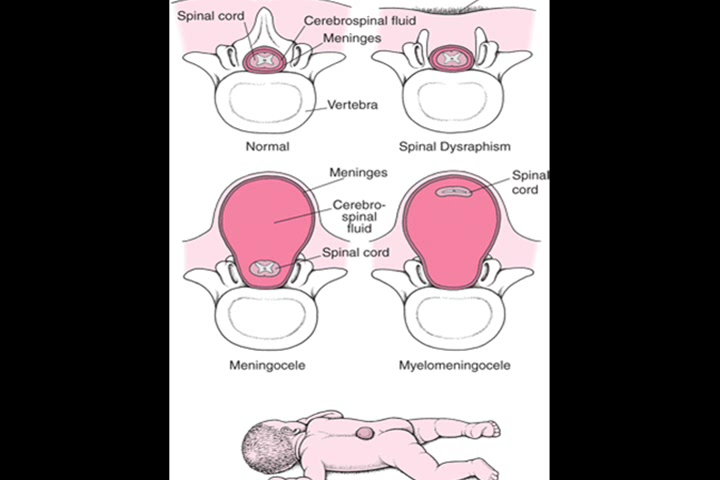 Spinal cord
Cerebrospinal fluid
Meninges
Vertebra
Normal
Spinal Dysraphism
Meninges
Cerebro-
spinal
fluid
Spinal cord
Spinal
cord
Meningocele
Myelomeningocele